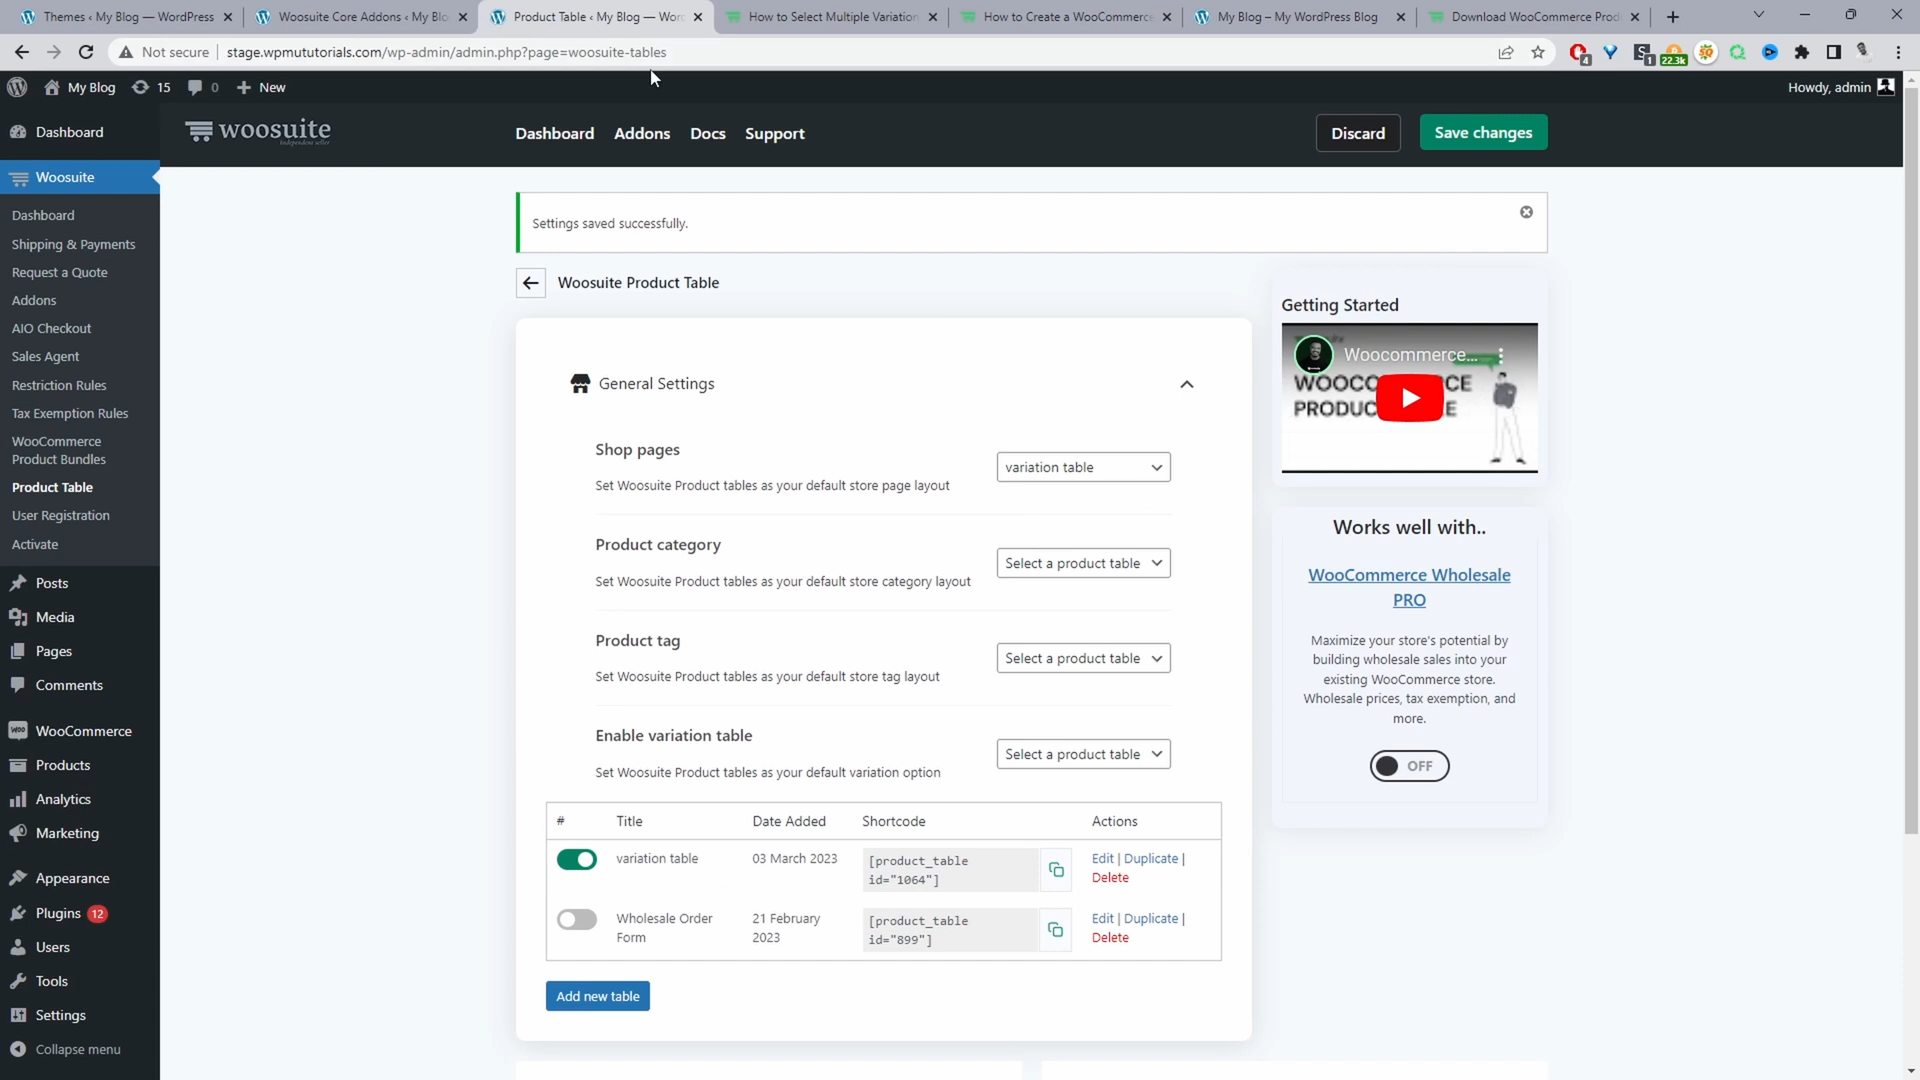 Themes ‹ My Blog — WordPress
Woosuite Core Addons ‹ My Blo
Product Table ‹ My Blog — Wor
How to Select Multiple Variation
How to Create a WooCommerce
My Blog – My WordPress Blog
Download WooCommerce Prod
Not secure
stage.wpmututorials.com/wp-admin/admin.php?page=woosuite-tables
4
1
22.3k
My Blog
15
0
New
Howdy, admin
woosuite
Independent seller
Dashboard
Addons
Docs
Support
Discard
Save changes
Dashboard
Woosuite
Dashboard
Shipping & Payments
Request a Quote
Addons
AIO Checkout
Sales Agent
Restriction Rules
Tax Exemption Rules
WooCommerce
Product Bundles
Product Table
User Registration
Activate
Posts
Media
Pages
Comments
WooCommerce
Products
Analytics
Marketing
Appearance
Plugins 12
Users
Tools
Settings
Collapse menu
Settings saved successfully.
Woosuite Product Table
General Settings
Shop pages
Set Woosuite Product tables as your default store page layout
variation table
Product category
Set Woosuite Product tables as your default store category layout
Select a product table
Product tag
Set Woosuite Product tables as your default store tag layout
Select a product table
Enable variation table
Set Woosuite Product tables as your default variation option
Select a product table
# Title Date Added Shortcode Actions
variation table 03 March 2023 [product_table
id="1064"]
Edit | Duplicate |
Delete
Wholesale Order
Form
21 February
2023
[product_table
id="899"]
Edit | Duplicate |
Delete
Add new table
Getting Started
Woocommerce...
WOOC CE
PRODUC E
Works well with..
WooCommerce Wholesale
PRO
Maximize your store's potential by
building wholesale sales into your
existing WooCommerce store.
Wholesale prices, tax exemption, and
more.
OFF